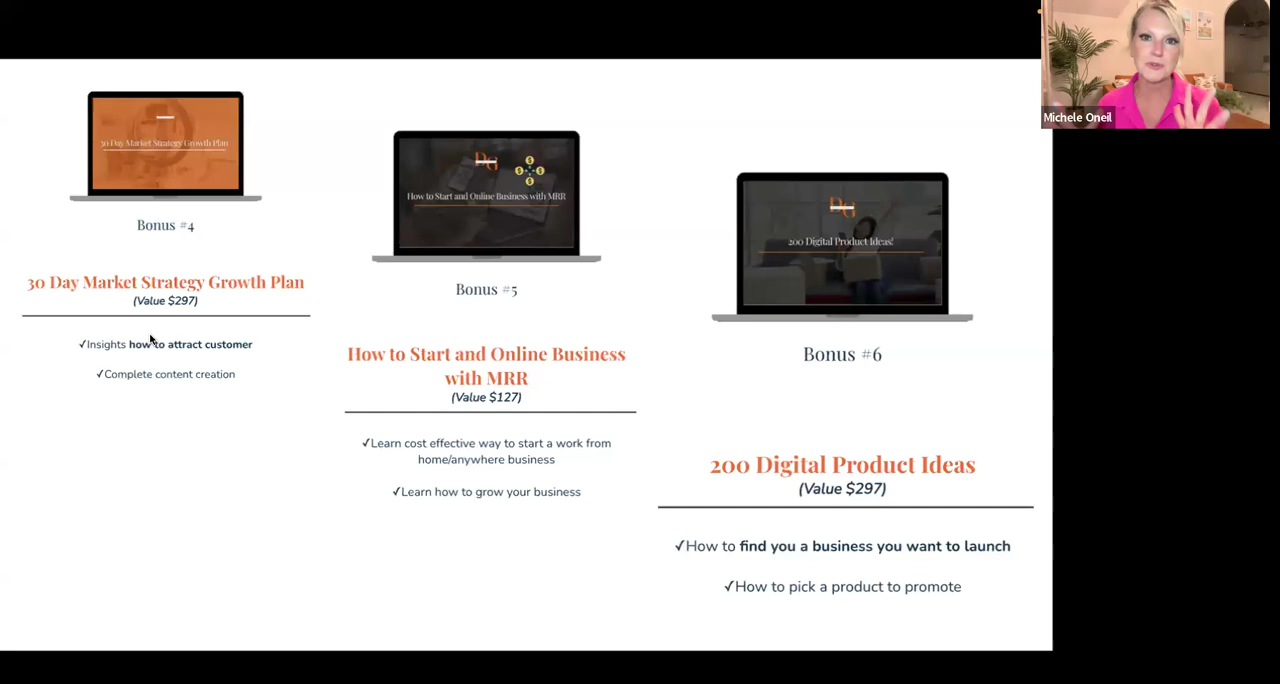 Michele Oneil
30 Day Market Strategy Growth Plan
Bonus #4
30 Day Market Strategy Growth Plan
(Value $297)
✓Insights how to attract customer
✓Complete content creation
DG
How to Start and Online Business with MRR
Bonus #5
How to Start and Online Business
with MRR
(Value $127)
✓Learn cost effective way to start a work from
home/anywhere business
✓Learn how to grow your business
DG
200 Digital Product Ideas!
Bonus #6
200 Digital Product Ideas
(Value $297)
✓How to find you a business you want to launch
✓How to pick a product to promote